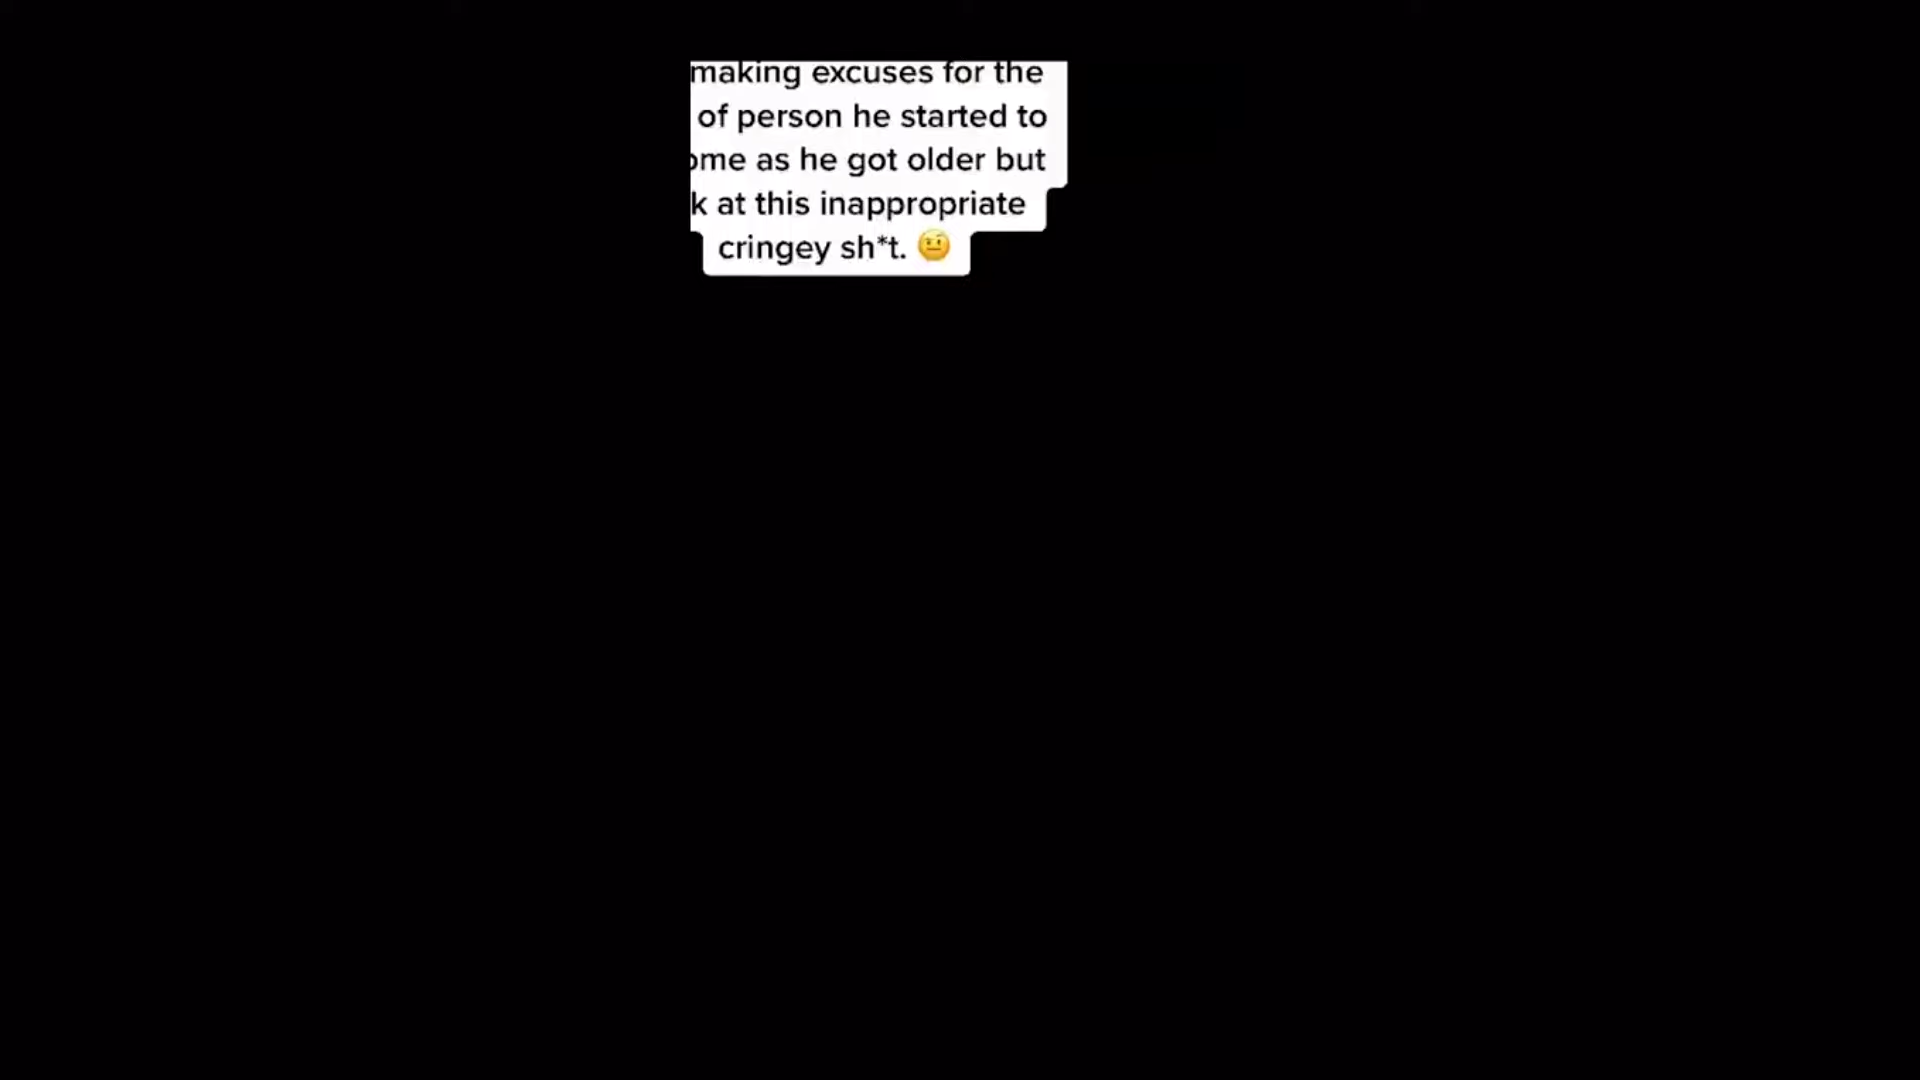 making excuses for the
of person he started to
ome as he got older but
k at this inappropriate
cringey sh*t. 🤨